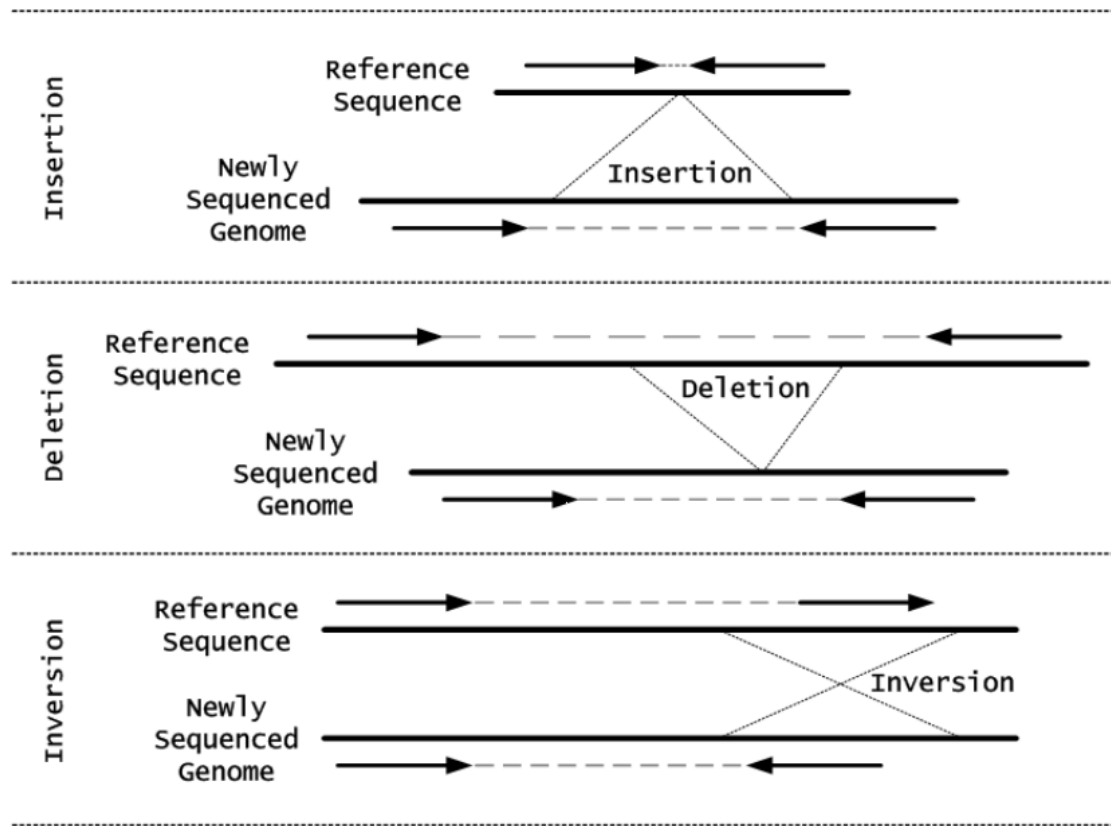 Insertion
Reference
Sequence
Insertion
Newly
Sequenced
Genome
Deletion
Reference
Sequence
Deletion
Newly
Sequenced
Genome
Inversion
Reference
Sequence
Inversion
Newly
Sequenced
Genome